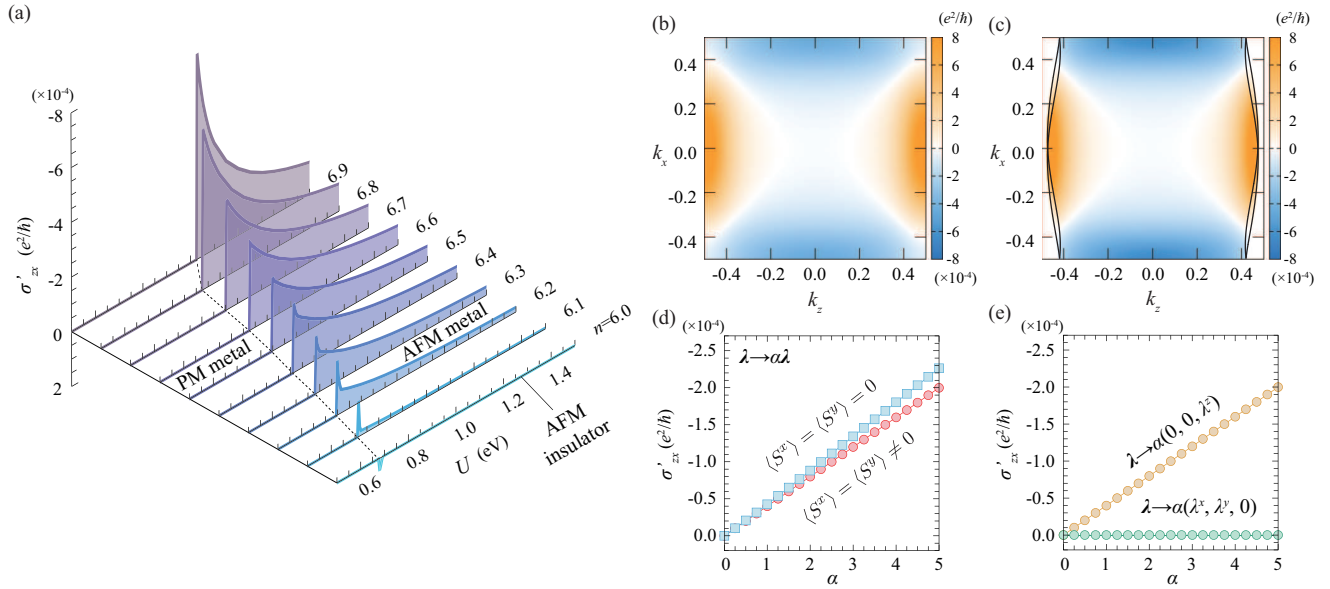 (a)
(×10⁻⁴)
-8
-6
-4
-2
0
2
σ'zx (e²/ħ)
PM metal
AFM metal
6.9
6.8
6.7
6.6
6.5
6.4
6.3
6.2
6.1
n=6.0
0.6
0.8
1.0
1.2
1.4
U (eV)
AFM
insulator
(b)
(e²/ħ)
8
6
4
2
0
-2
-4
-6
-8
(×10⁻⁴)
0.4
0.2
0.0
-0.2
-0.4
kx
-0.4 -0.2 0.0 0.2 0.4
kz
(c)
(e²/ħ)
8
6
4
2
0
-2
-4
-6
-8
(×10⁻⁴)
0.4
0.2
0.0
-0.2
-0.4
kx
-0.4 -0.2 0.0 0.2 0.4
kz
(d)
(×10⁻⁴)
-2.5
-2.0
-1.5
-1.0
-0.5
0.0
σ'zx (e²/ħ)
λ→αλ
⟨Sˣ⟩ = ⟨Sʸ⟩ = 0
⟨Sˣ⟩ = ⟨Sʸ⟩ ≠ 0
0 1 2 3 4 5
α
(e)
(×10⁻⁴)
-2.5
-2.0
-1.5
-1.0
-0.5
0.0
σ'zx (e²/ħ)
λ→α(0, 0, λᶻ)
λ→α(λˣ, λʸ, 0)
0 1 2 3 4 5
α